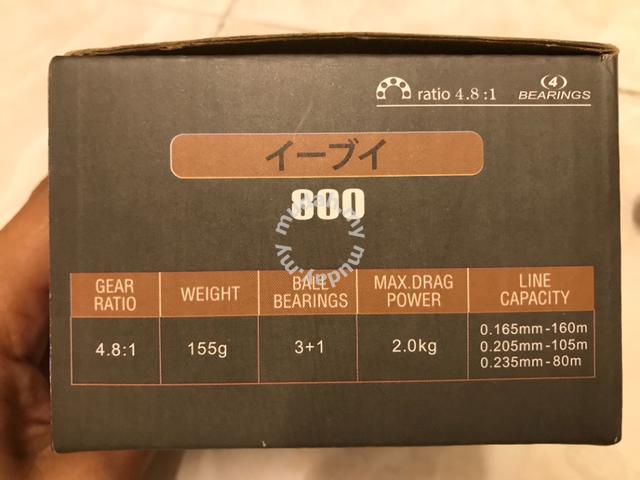 ratio 4.8:1
(4)
BEARINGS
イーブイ
800
mudah.my mudah.my
GEAR RATIO
WEIGHT
BALL BEARINGS
MAX.DRAG POWER
LINE CAPACITY
4.8:1
155g
3+1
2.0kg
0.165mm-160m
0.205mm-105m
0.235mm-80m